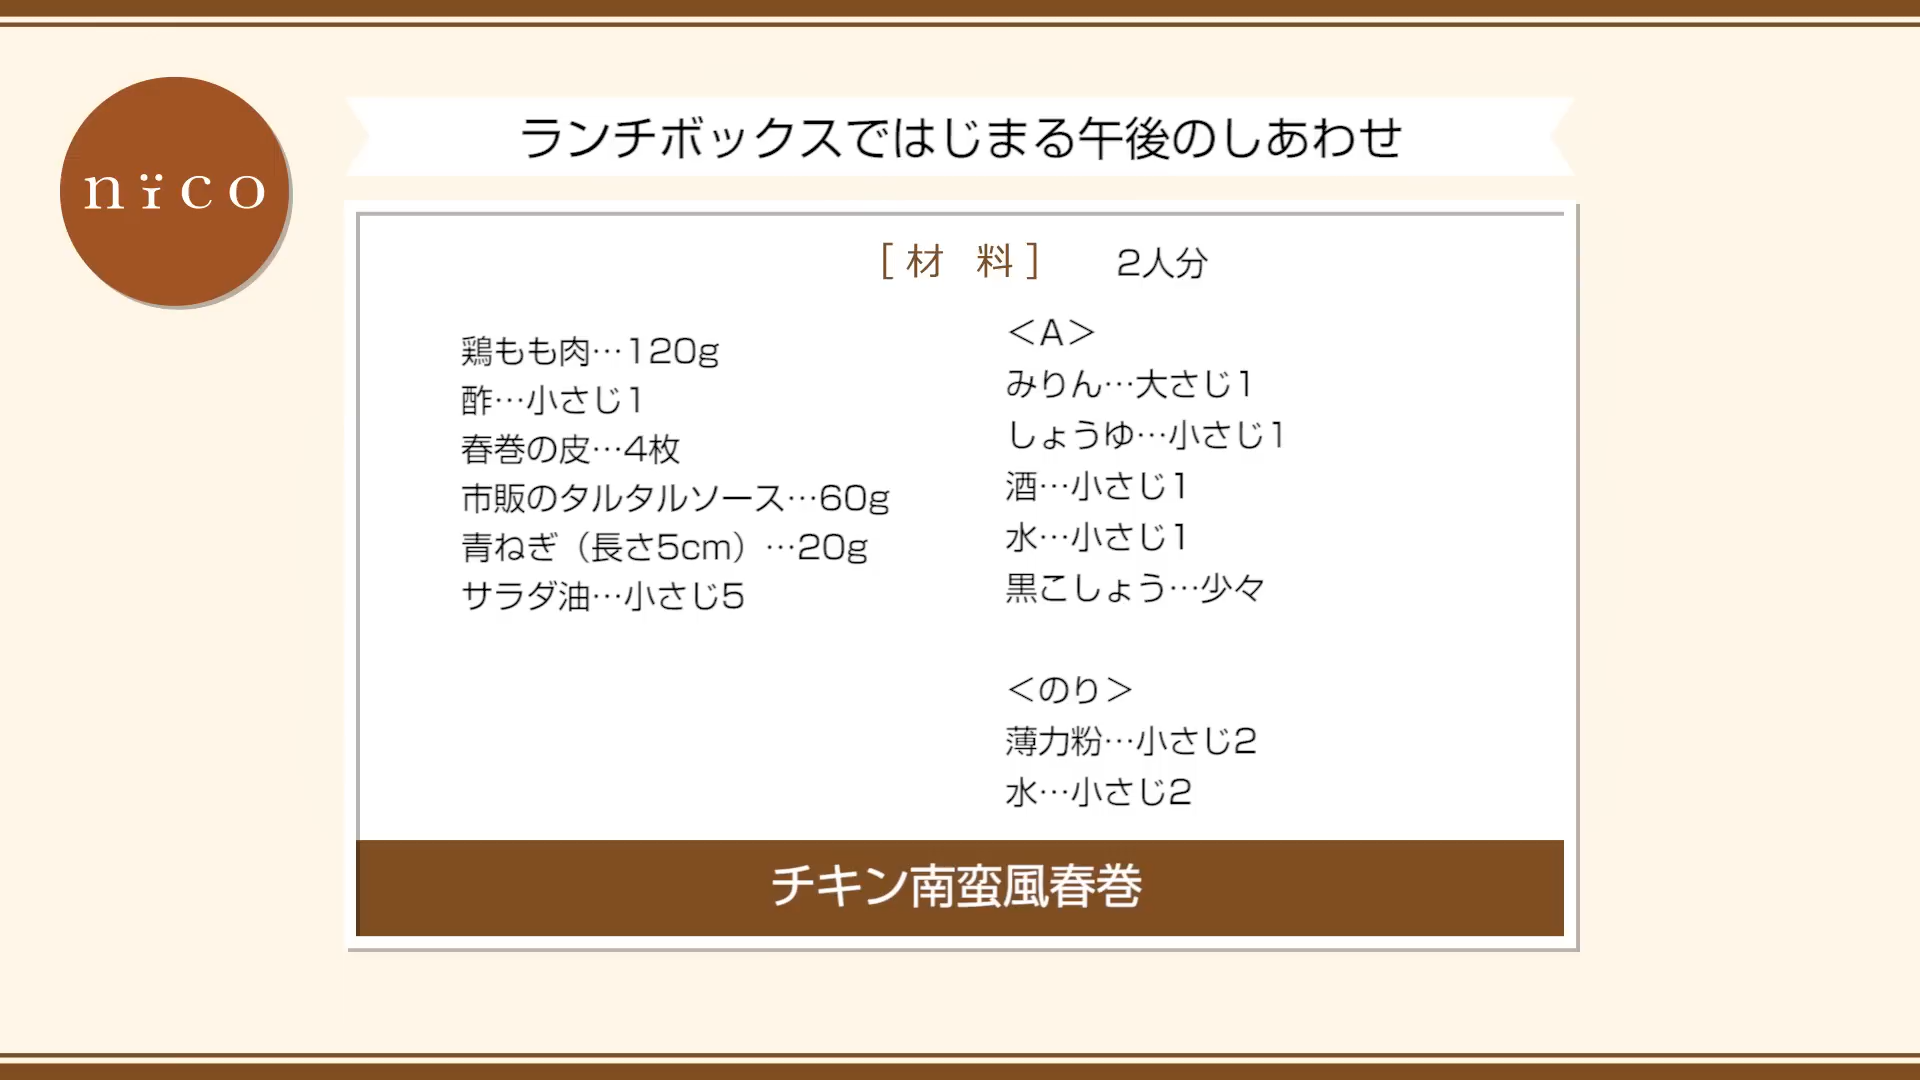 nico
ランチボックスではじまる午後のしあわせ
[材 料] 2人分
鶏もも肉…120g
酢…小さじ1
春巻の皮…4枚
市販のタルタルソース…60g
青ねぎ（長さ5cm）…20g
サラダ油…小さじ5
＜A＞
みりん…大さじ1
しょうゆ…小さじ1
酒…小さじ1
水…小さじ1
黒こしょう…少々
＜のり＞
薄力粉…小さじ2
水…小さじ2
チキン南蛮風春巻